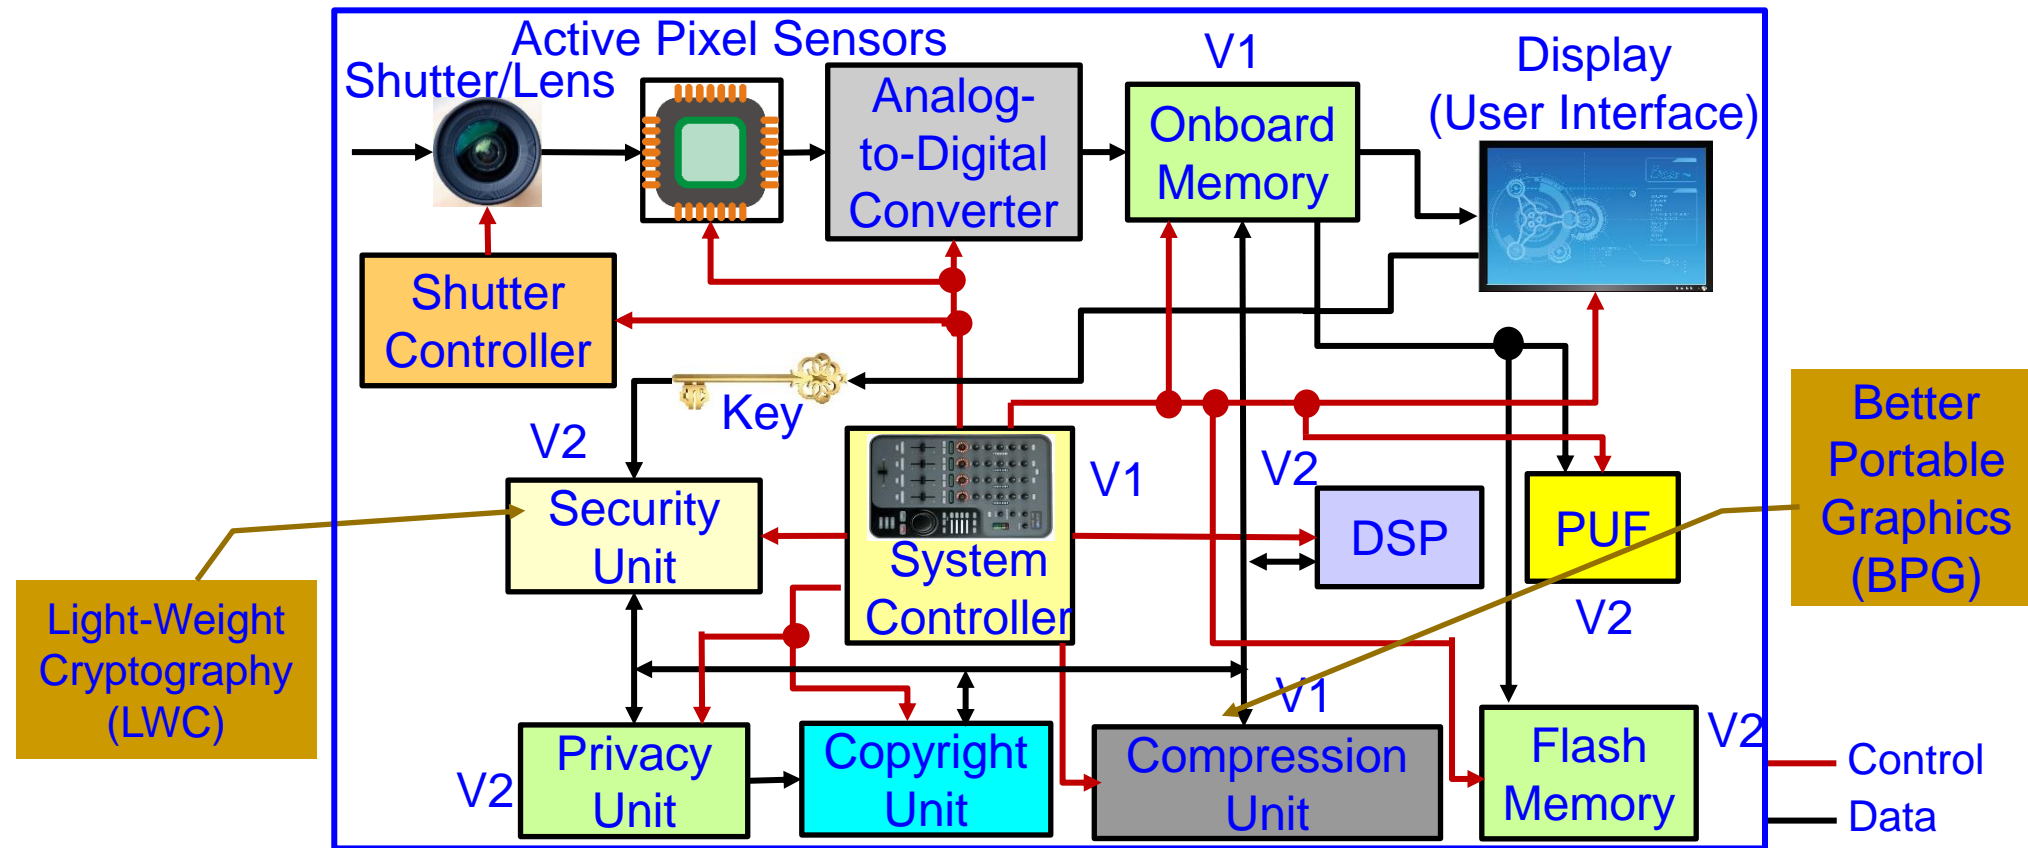 Active Pixel Sensors
Shutter/Lens
Analog-
to-Digital
Converter
V1
Onboard
Memory
Display
(User Interface)
Shutter
Controller
Key
V2
Security
Unit
System
Controller
V1
V2
DSP
PUF
V2
Better
Portable
Graphics
(BPG)
Light-Weight
Cryptography
(LWC)
V2
Privacy
Unit
Copyright
Unit
V1
Compression
Unit
Flash
Memory
V2
Control
Data